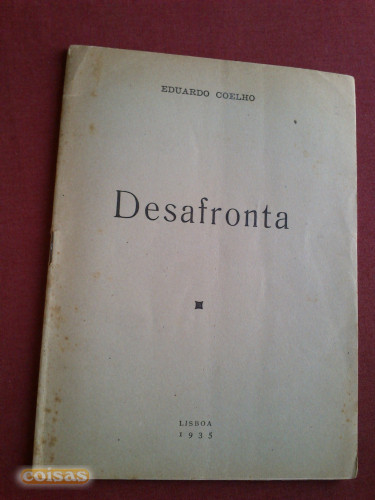 EDUARDO COELHO
Desafronta
LISBOA
1935
coisas